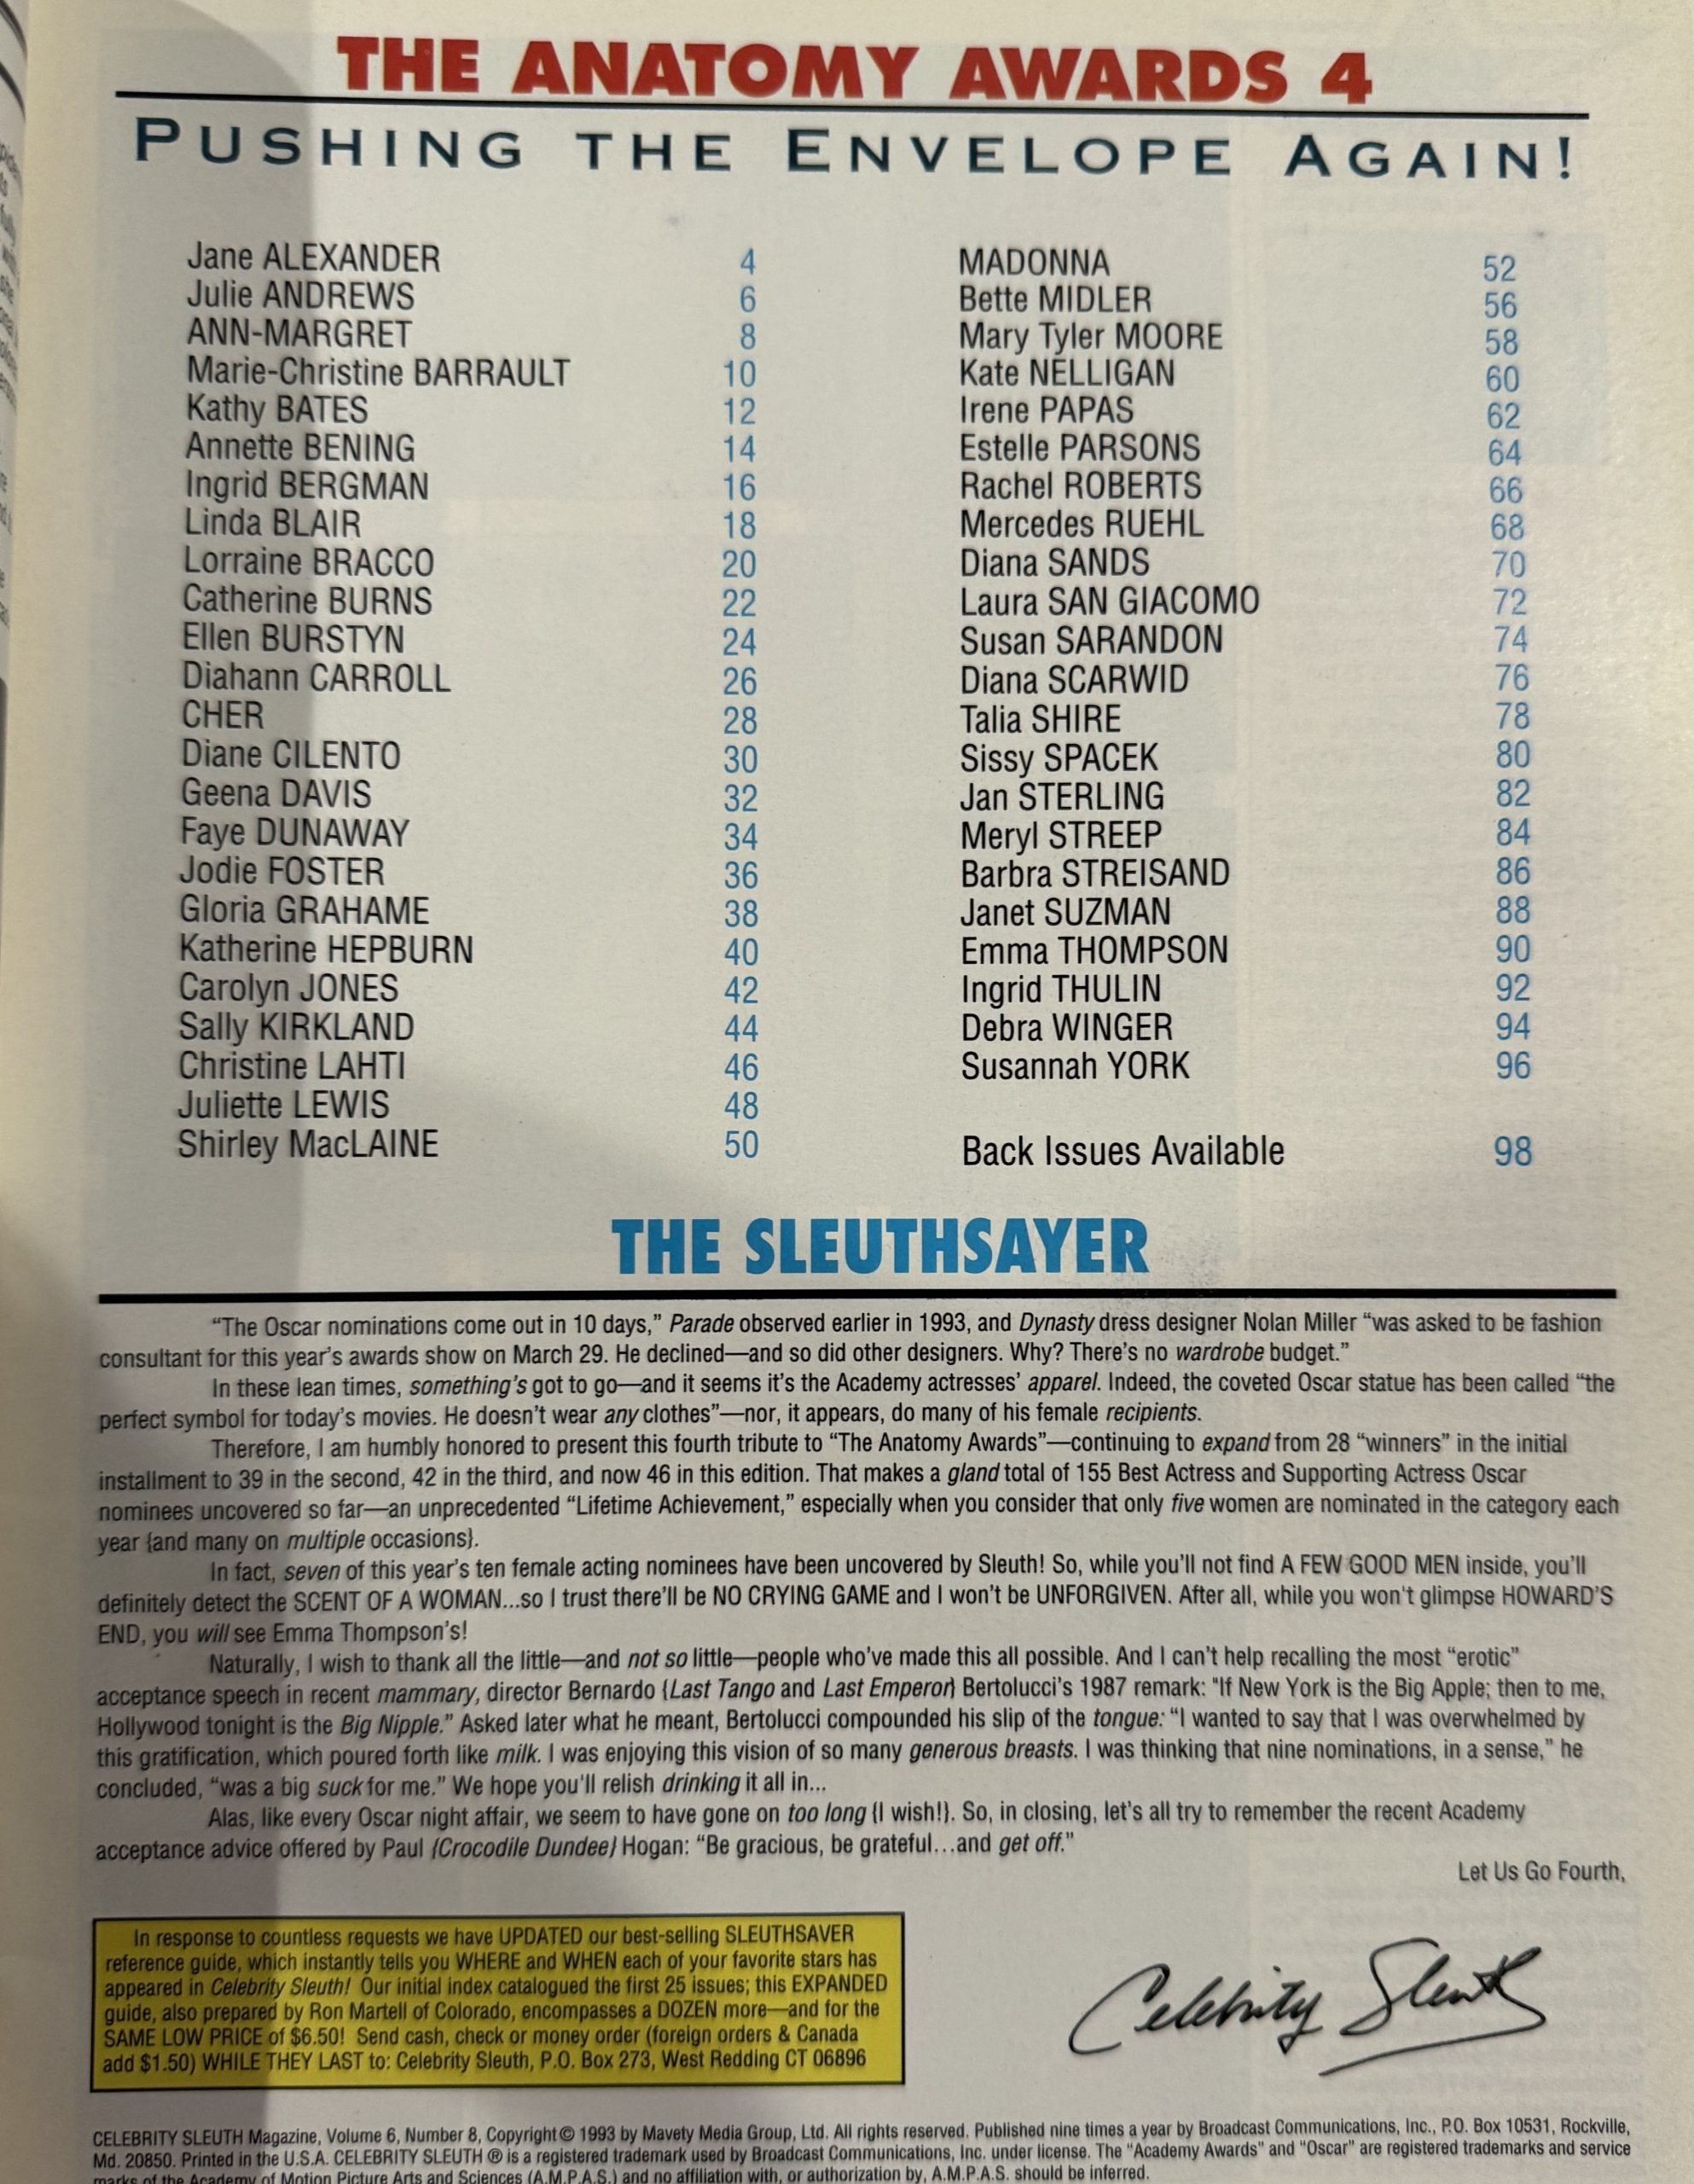 THE ANATOMY AWARDS 4
PUSHING THE ENVELOPE AGAIN!
Jane ALEXANDER 4
Julie ANDREWS 6
ANN-MARGRET 8
Marie-Christine BARRAULT 10
Kathy BATES 12
Annette BENING 14
Ingrid BERGMAN 16
Linda BLAIR 18
Lorraine BRACCO 20
Catherine BURNS 22
Ellen BURSTYN 24
Diahann CARROLL 26
CHER 28
Diane CILENTO 30
Geena DAVIS 32
Faye DUNAWAY 34
Jodie FOSTER 36
Gloria GRAHAME 38
Katherine HEPBURN 40
Carolyn JONES 42
Sally KIRKLAND 44
Christine LAHTI 46
Juliette LEWIS 48
Shirley MacLAINE 50
MADONNA 52
Bette MIDLER 56
Mary Tyler MOORE 58
Kate NELLIGAN 60
Irene PAPAS 62
Estelle PARSONS 64
Rachel ROBERTS 66
Mercedes RUEHL 68
Diana SANDS 70
Laura SAN GIACOMO 72
Susan SARANDON 74
Diana SCARWID 76
Talia SHIRE 78
Sissy SPACEK 80
Jan STERLING 82
Meryl STREEP 84
Barbra STREISAND 86
Janet SUZMAN 88
Emma THOMPSON 90
Ingrid THULIN 92
Debra WINGER 94
Susannah YORK 96
Back Issues Available 98
THE SLEUTHSAYER
“The Oscar nominations come out in 10 days,” Parade observed earlier in 1993, and Dynasty dress designer Nolan Miller “was asked to be fashion
consultant for this year’s awards show on March 29. He declined—and so did other designers. Why? There’s no wardrobe budget.”
In these lean times, something’s got to go—and it seems it’s the Academy actresses’ apparel. Indeed, the coveted Oscar statue has been called “the
perfect symbol for today’s movies. He doesn’t wear any clothes”—nor, it appears, do many of his female recipients.
Therefore, I am humbly honored to present this fourth tribute to “The Anatomy Awards”—continuing to expand from 28 “winners” in the initial
installment to 39 in the second, 42 in the third, and now 46 in this edition. That makes a gland total of 155 Best Actress and Supporting Actress Oscar
nominees uncovered so far—an unprecedented “Lifetime Achievement,” especially when you consider that only five women are nominated in the category each
year {and many on multiple occasions}.
In fact, seven of this year’s ten female acting nominees have been uncovered by Sleuth! So, while you’ll not find A FEW GOOD MEN inside, you’ll
definitely detect the SCENT OF A WOMAN...so I trust there’ll be NO CRYING GAME and I won’t be UNFORGIVEN. After all, while you won't glimpse HOWARD’S
END, you will see Emma Thompson’s!
Naturally, I wish to thank all the little—and not so little—people who’ve made this all possible. And I can’t help recalling the most “erotic”
acceptance speech in recent mammary, director Bernardo {Last Tango and Last Emperor} Bertolucci’s 1987 remark: “If New York is the Big Apple; then to me,
Hollywood tonight is the Big Nipple.” Asked later what he meant, Bertolucci compounded his slip of the tongue: “I wanted to say that I was overwhelmed by
this gratification, which poured forth like milk. I was enjoying this vision of so many generous breasts. I was thinking that nine nominations, in a sense,” he
concluded, “was a big suck for me.” We hope you’ll relish drinking it all in...
Alas, like every Oscar night affair, we seem to have gone on too long {I wish!}. So, in closing, let’s all try to remember the recent Academy
acceptance advice offered by Paul {Crocodile Dundee} Hogan: “Be gracious, be grateful...and get off.”
Let Us Go Fourth,
Celebrity Sleuth
In response to countless requests we have UPDATED our best-selling SLEUTHSAVER
reference guide, which instantly tells you WHERE and WHEN each of your favorite stars has
appeared in Celebrity Sleuth! Our initial index catalogued the first 25 issues; this EXPANDED
guide, also prepared by Ron Martell of Colorado, encompasses a DOZEN more—and for the
SAME LOW PRICE of $6.50! Send cash, check or money order (foreign orders & Canada
add $1.50) WHILE THEY LAST to: Celebrity Sleuth, P.O. Box 273, West Redding CT 06896
CELEBRITY SLEUTH Magazine, Volume 6, Number 8, Copyright © 1993 by Mavety Media Group, Ltd. All rights reserved. Published nine times a year by Broadcast Communications, Inc., P.O. Box 10531, Rockville,
Md. 20850. Printed in the U.S.A. CELEBRITY SLEUTH ® is a registered trademark used by Broadcast Communications, Inc. under license. The “Academy Awards” and “Oscar” are registered trademarks and service
marks of the Academy of Motion Picture Arts and Sciences (A.M.P.A.S.) and no affiliation with, or authorization by, A.M.P.A.S. should be inferred.